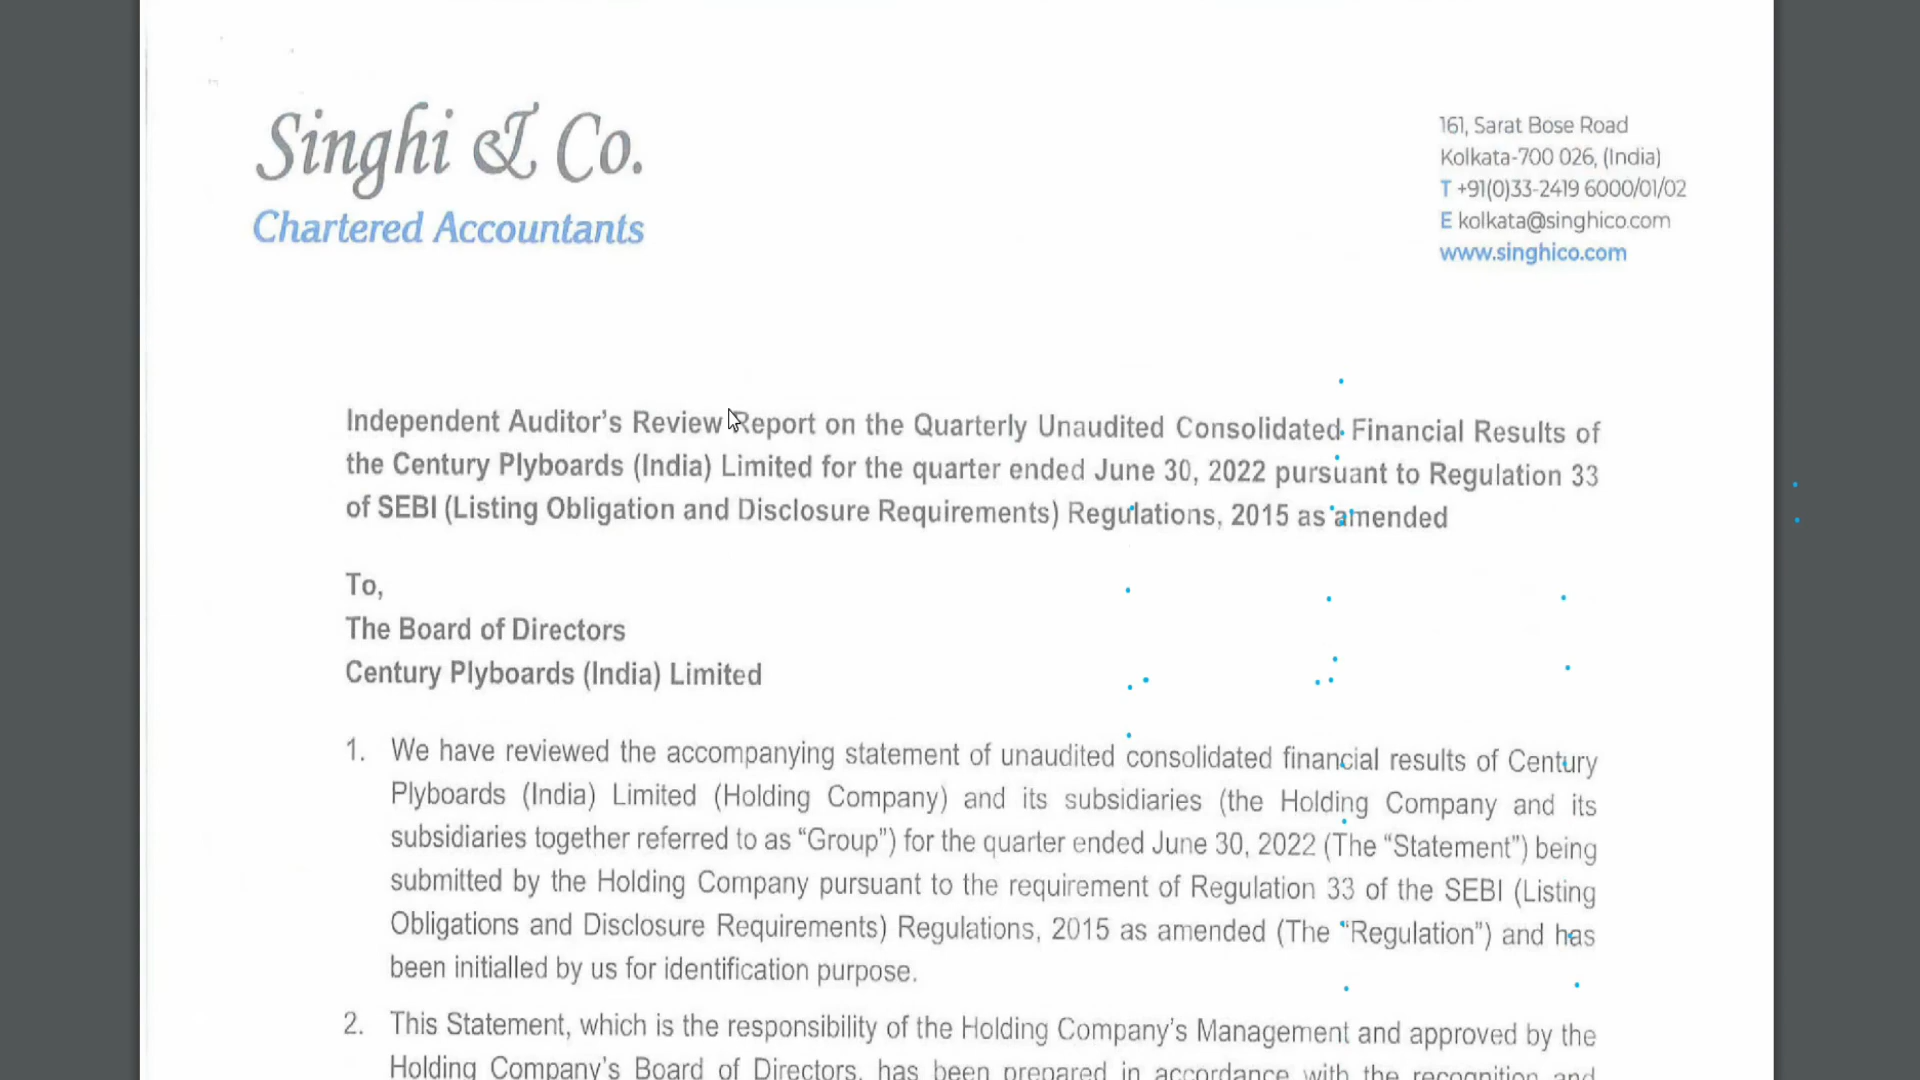 Singhi & Co.
Chartered Accountants
161, Sarat Bose Road
Kolkata-700 026, (India)
T +91(0)33-2419 6000/01/02
E kolkata@singhico.com
www.singhico.com
Independent Auditor's Review Report on the Quarterly Unaudited Consolidated Financial Results of
the Century Plyboards (India) Limited for the quarter ended June 30, 2022 pursuant to Regulation 33
of SEBI (Listing Obligation and Disclosure Requirements) Regulations, 2015 as amended
To,
The Board of Directors
Century Plyboards (India) Limited
1. We have reviewed the accompanying statement of unaudited consolidated financial results of Century
Plyboards (India) Limited (Holding Company) and its subsidiaries (the Holding Company and its
subsidiaries together referred to as “Group”) for the quarter ended June 30, 2022 (The “Statement”) being
submitted by the Holding Company pursuant to the requirement of Regulation 33 of the SEBI (Listing
Obligations and Disclosure Requirements) Regulations, 2015 as amended (The “Regulation”) and has
been initialled by us for identification purpose.
2. This Statement, which is the responsibility of the Holding Company's Management and approved by the
Holding Company's Board of Directors, has been prepared in accordance with the recognition and